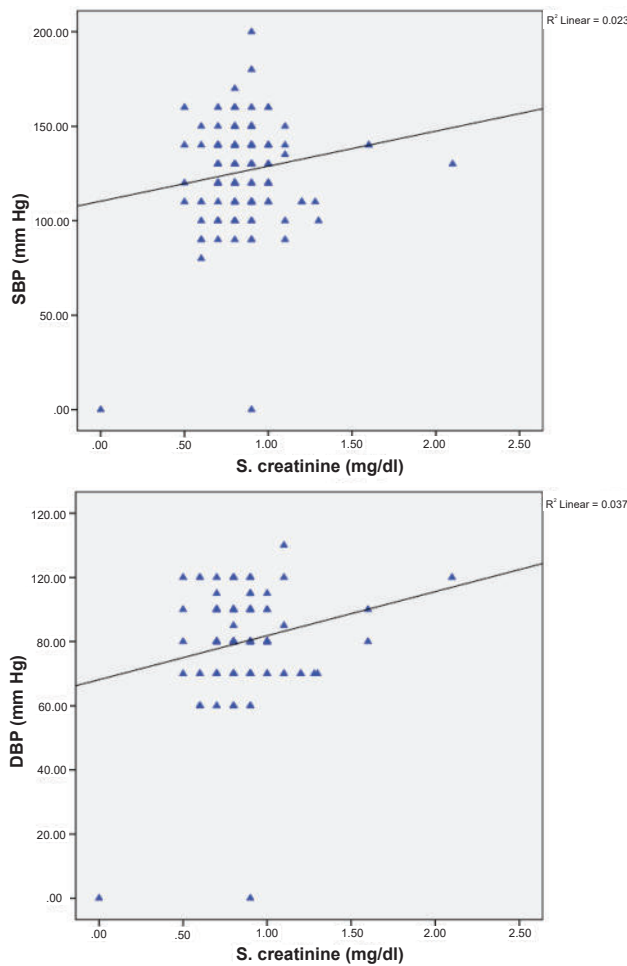 R² Linear = 0.023
200.00
150.00
100.00
50.00
.00
SBP (mm Hg)
.00 .50 1.00 1.50 2.00 2.50
S. creatinine (mg/dl)
R² Linear = 0.037
120.00
120.00
80.00
60.00
40.00
20.00
.00
DBP (mm Hg)
.00 .50 1.00 1.50 2.00 2.50
S. creatinine (mg/dl)